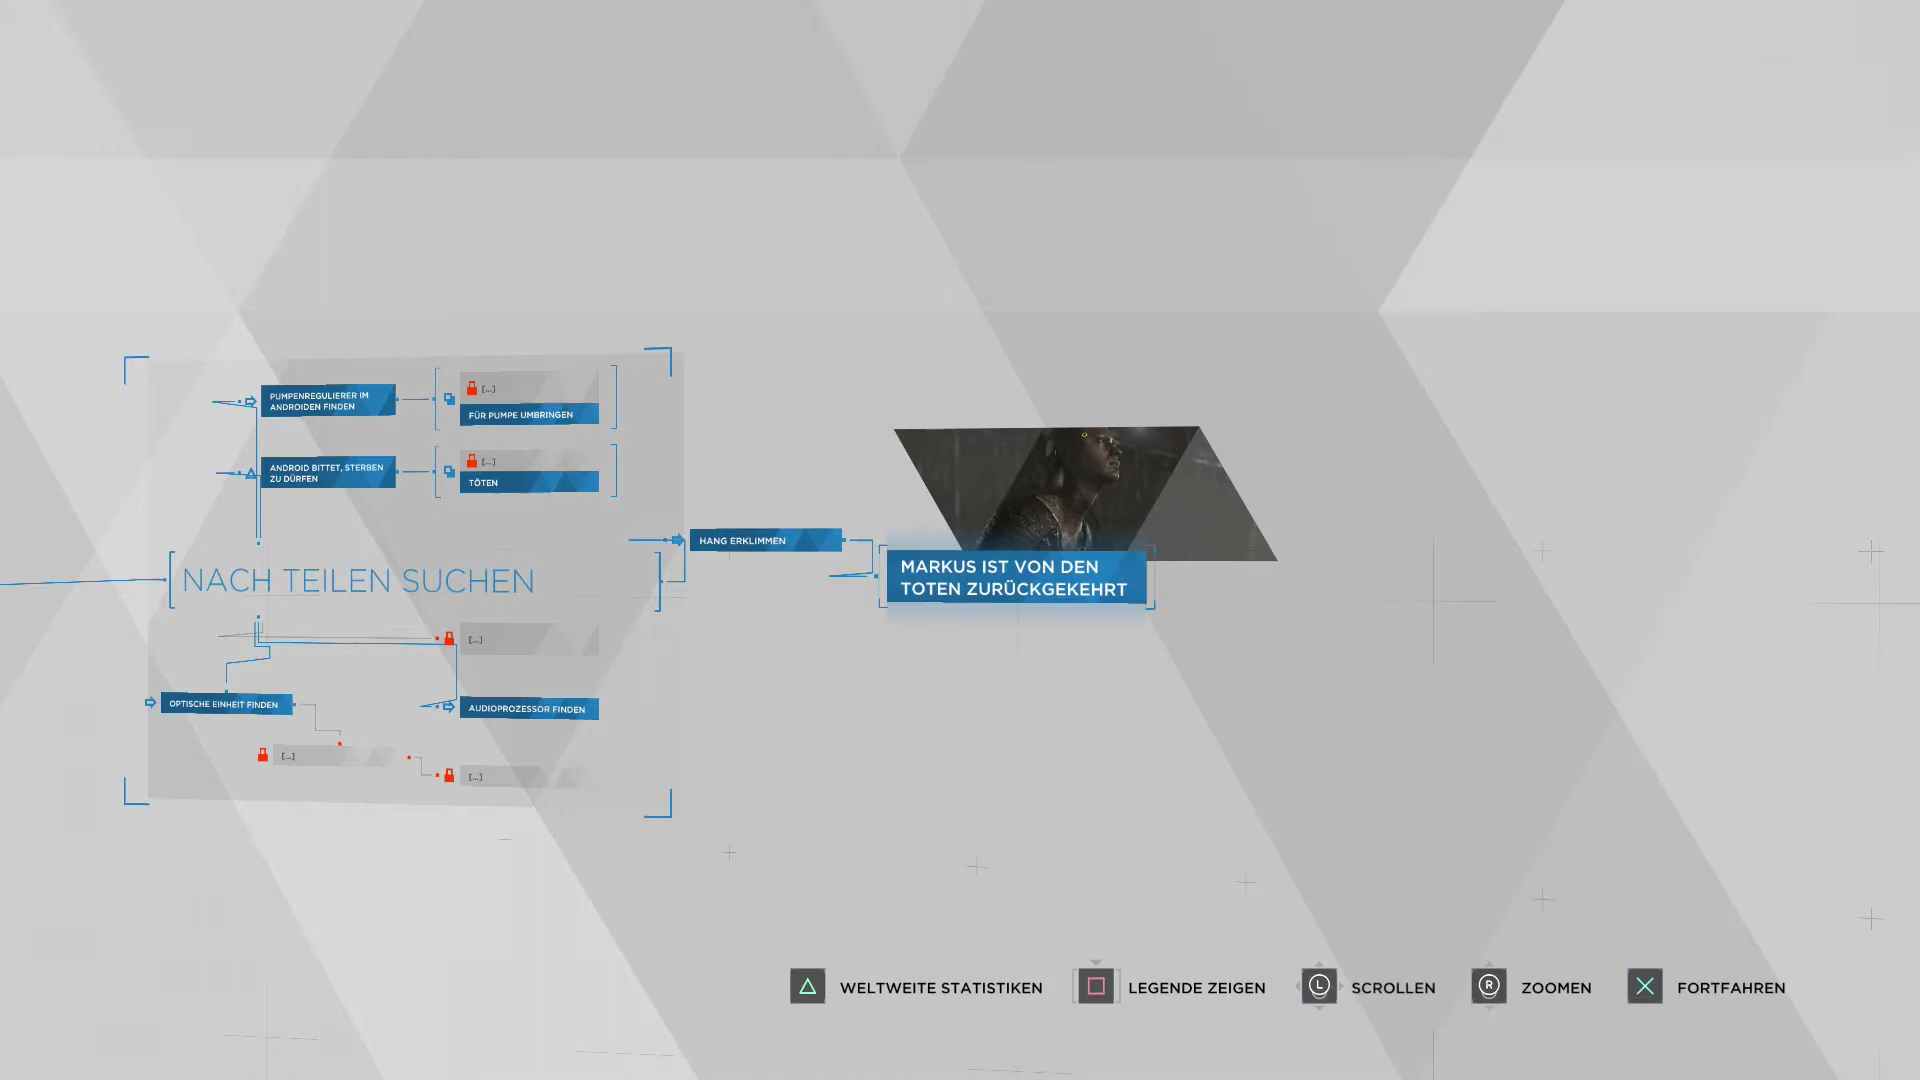 PUMPENREGULIERER IM
ANDROIDEN FINDEN
[...]
FÜR PUMPE UMBRINGEN
ANDROID BITTET, STERBEN
ZU DÜRFEN
[...]
TÖTEN
HANG ERKLIMMEN
MARKUS IST VON DEN
TOTEN ZURÜCKGEKEHRT
NACH TEILEN SUCHEN
[...]
OPTISCHE EINHEIT FINDEN
AUDIOPROZESSOR FINDEN
[...]
[...]
WELTWEITE STATISTIKEN
LEGENDE ZEIGEN
L
SCROLLEN
R
ZOOMEN
FORTFAHREN